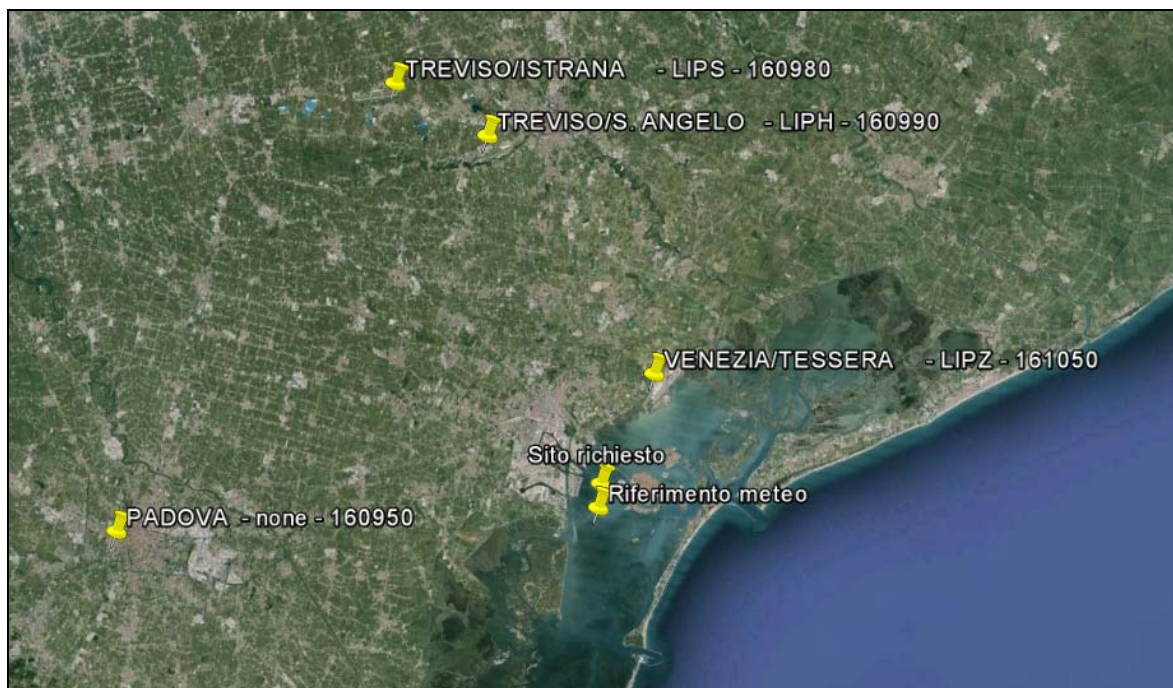 TREVISO/ISTRANA - LIPS - 160980
TREVISO/S. ANGELO - LIPH - 160990
VENEZIA/TESSERA - LIPZ - 161050
Sito richiesto
Riferimento meteo
PADOVA - none - 160950